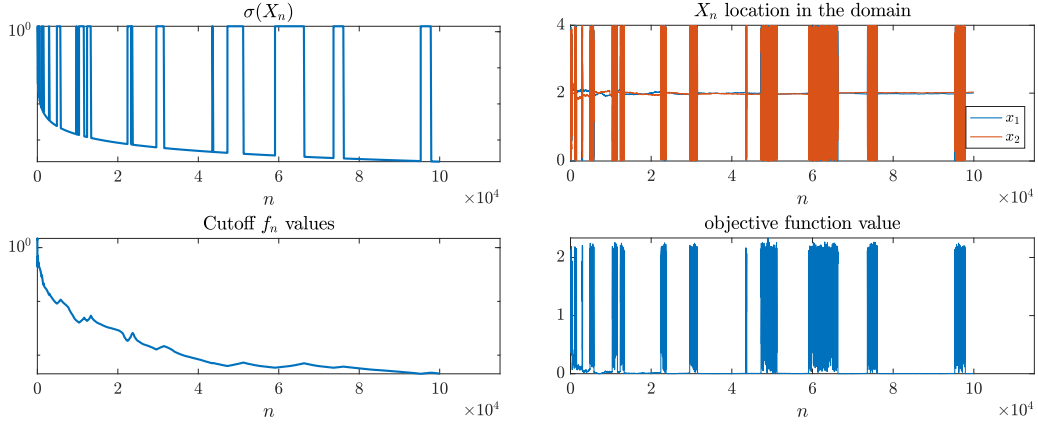 σ(X_n)
10^0
0 2 4 6 8 10
×10^4
n
X_n location in the domain
4
2
0
x_1
x_2
0 2 4 6 8 10
×10^4
n
Cutoff f_n values
10^0
0 2 4 6 8 10
×10^4
n
objective function value
2
1
0
0 2 4 6 8 10
×10^4
n